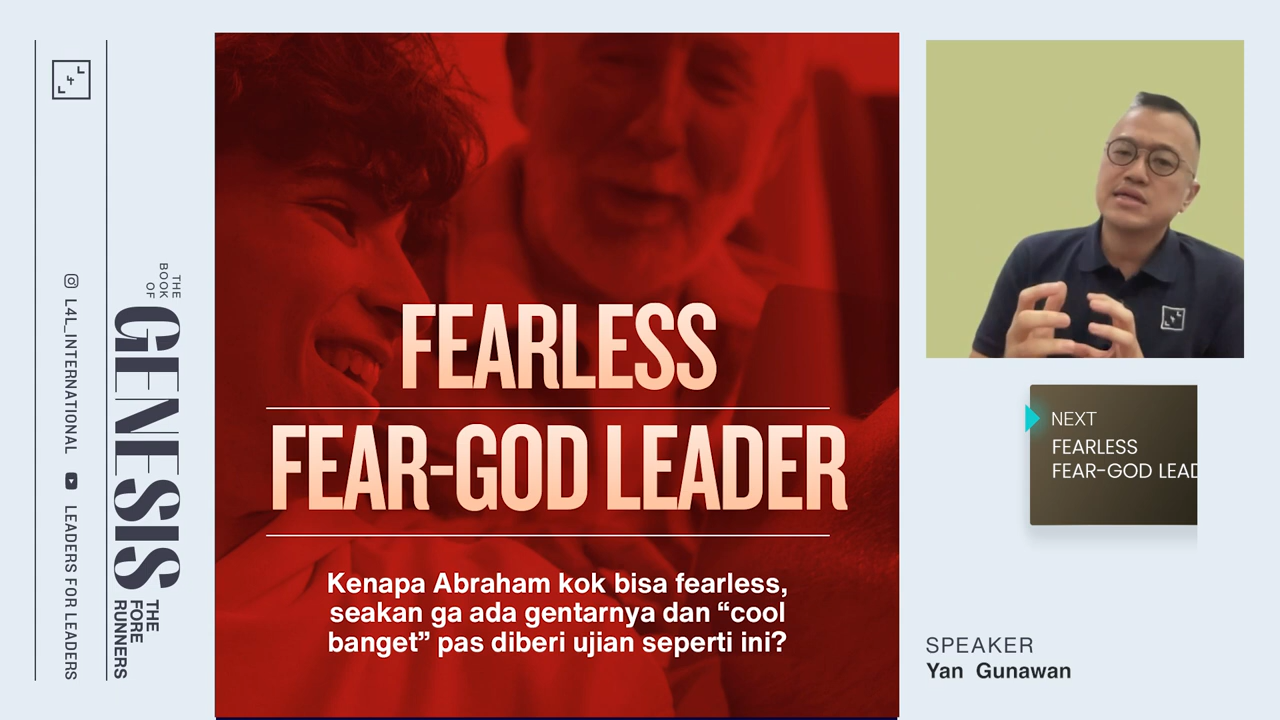 THE
BOOK
OF
GENESIS
THE
FORE
RUNNERS
L4L_INTERNATIONAL
LEADERS FOR LEADERS
FEARLESS
FEAR-GOD LEADER
Kenapa Abraham kok bisa fearless,
seakan ga ada gentarnya dan “cool
banget” pas diberi ujian seperti ini?
NEXT
FEARLESS
FEAR-GOD LEAD
SPEAKER
Yan Gunawan